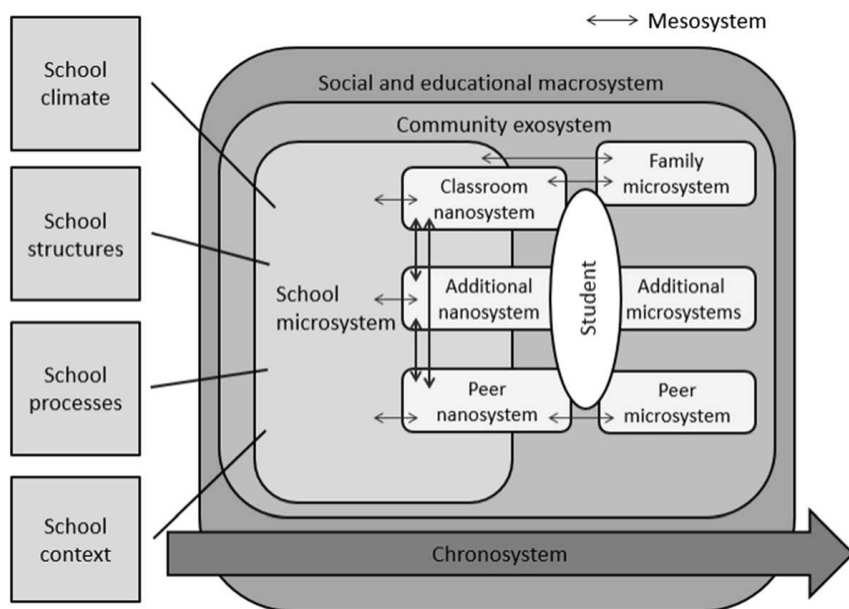 Mesosystem
School
climate
School
structures
School
processes
School
context
Social and educational macrosystem
Community exosystem
School
microsystem
Classroom
nanosystem
Additional
nanosystem
Peer
nanosystem
Student
Family
microsystem
Additional
microsystems
Peer
microsystem
Chronosystem